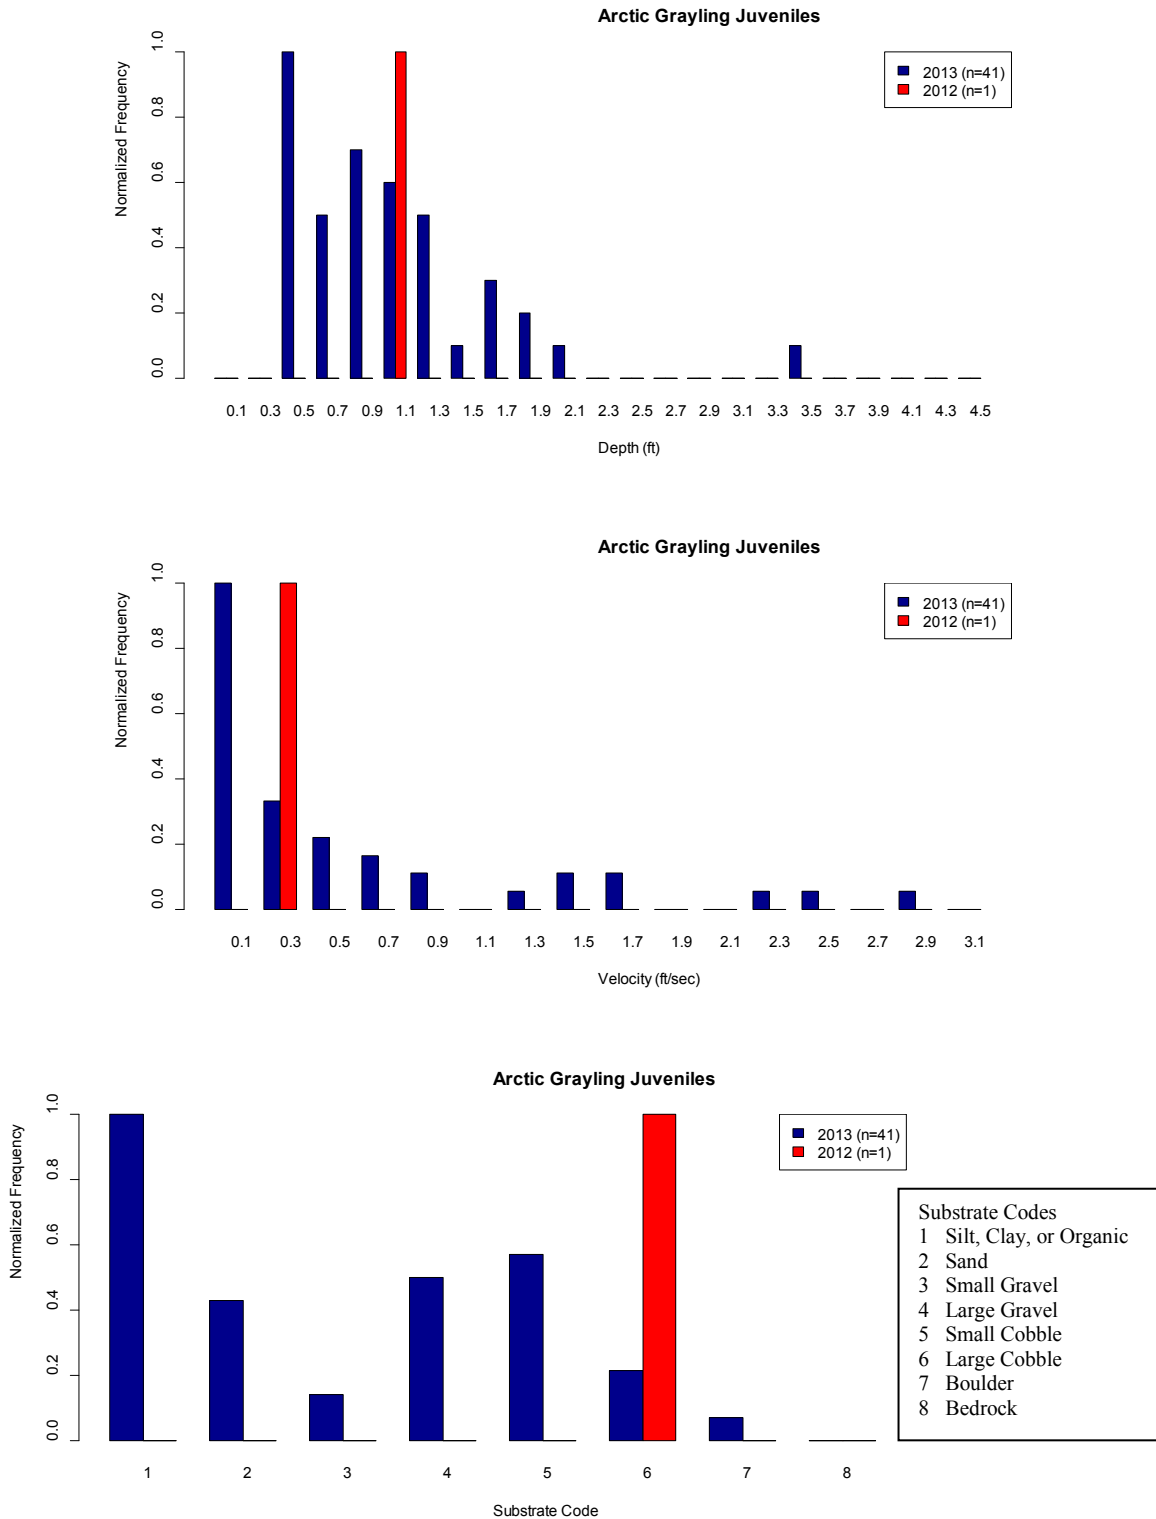 Arctic Grayling Juveniles
Normalized Frequency
1.0
0.8
0.6
0.4
0.2
0.0
2013 (n=41)
2012 (n=1)
0.1 0.3 0.5 0.7 0.9 1.1 1.3 1.5 1.7 1.9 2.1 2.3 2.5 2.7 2.9 3.1 3.3 3.5 3.7 3.9 4.1 4.3 4.5
Depth (ft)
Arctic Grayling Juveniles
Normalized Frequency
1.0
0.8
0.6
0.4
0.2
0.0
2013 (n=41)
2012 (n=1)
0.1 0.3 0.5 0.7 0.9 1.1 1.3 1.5 1.7 1.9 2.1 2.3 2.5 2.7 2.9 3.1
Velocity (ft/sec)
Arctic Grayling Juveniles
Normalized Frequency
1.0
0.8
0.6
0.4
0.2
0.0
2013 (n=41)
2012 (n=1)
1 2 3 4 5 6 7 8
Substrate Code
Substrate Codes
1 Silt, Clay, or Organic
2 Sand
3 Small Gravel
4 Large Gravel
5 Small Cobble
6 Large Cobble
7 Boulder
8 Bedrock